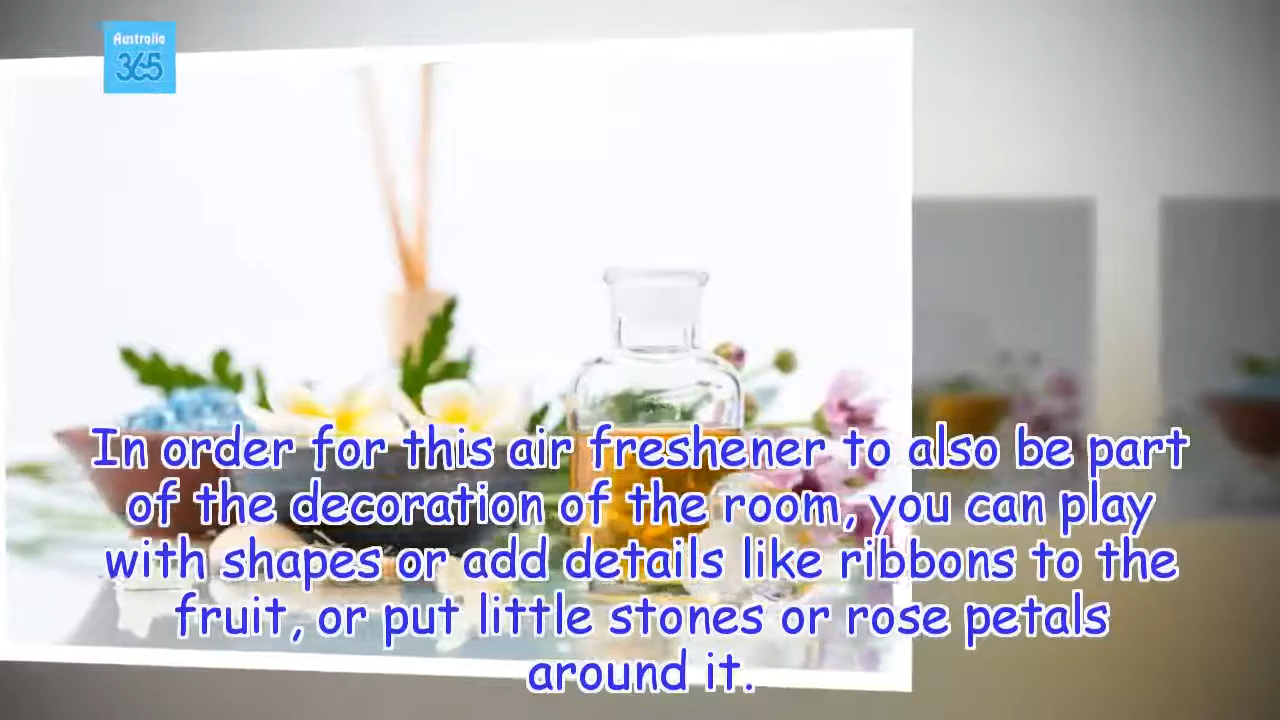 Australia
365
In order for this air freshener to also be part
of the decoration of the room, you can play
with shapes or add details like ribbons to the
fruit, or put little stones or rose petals
around it.